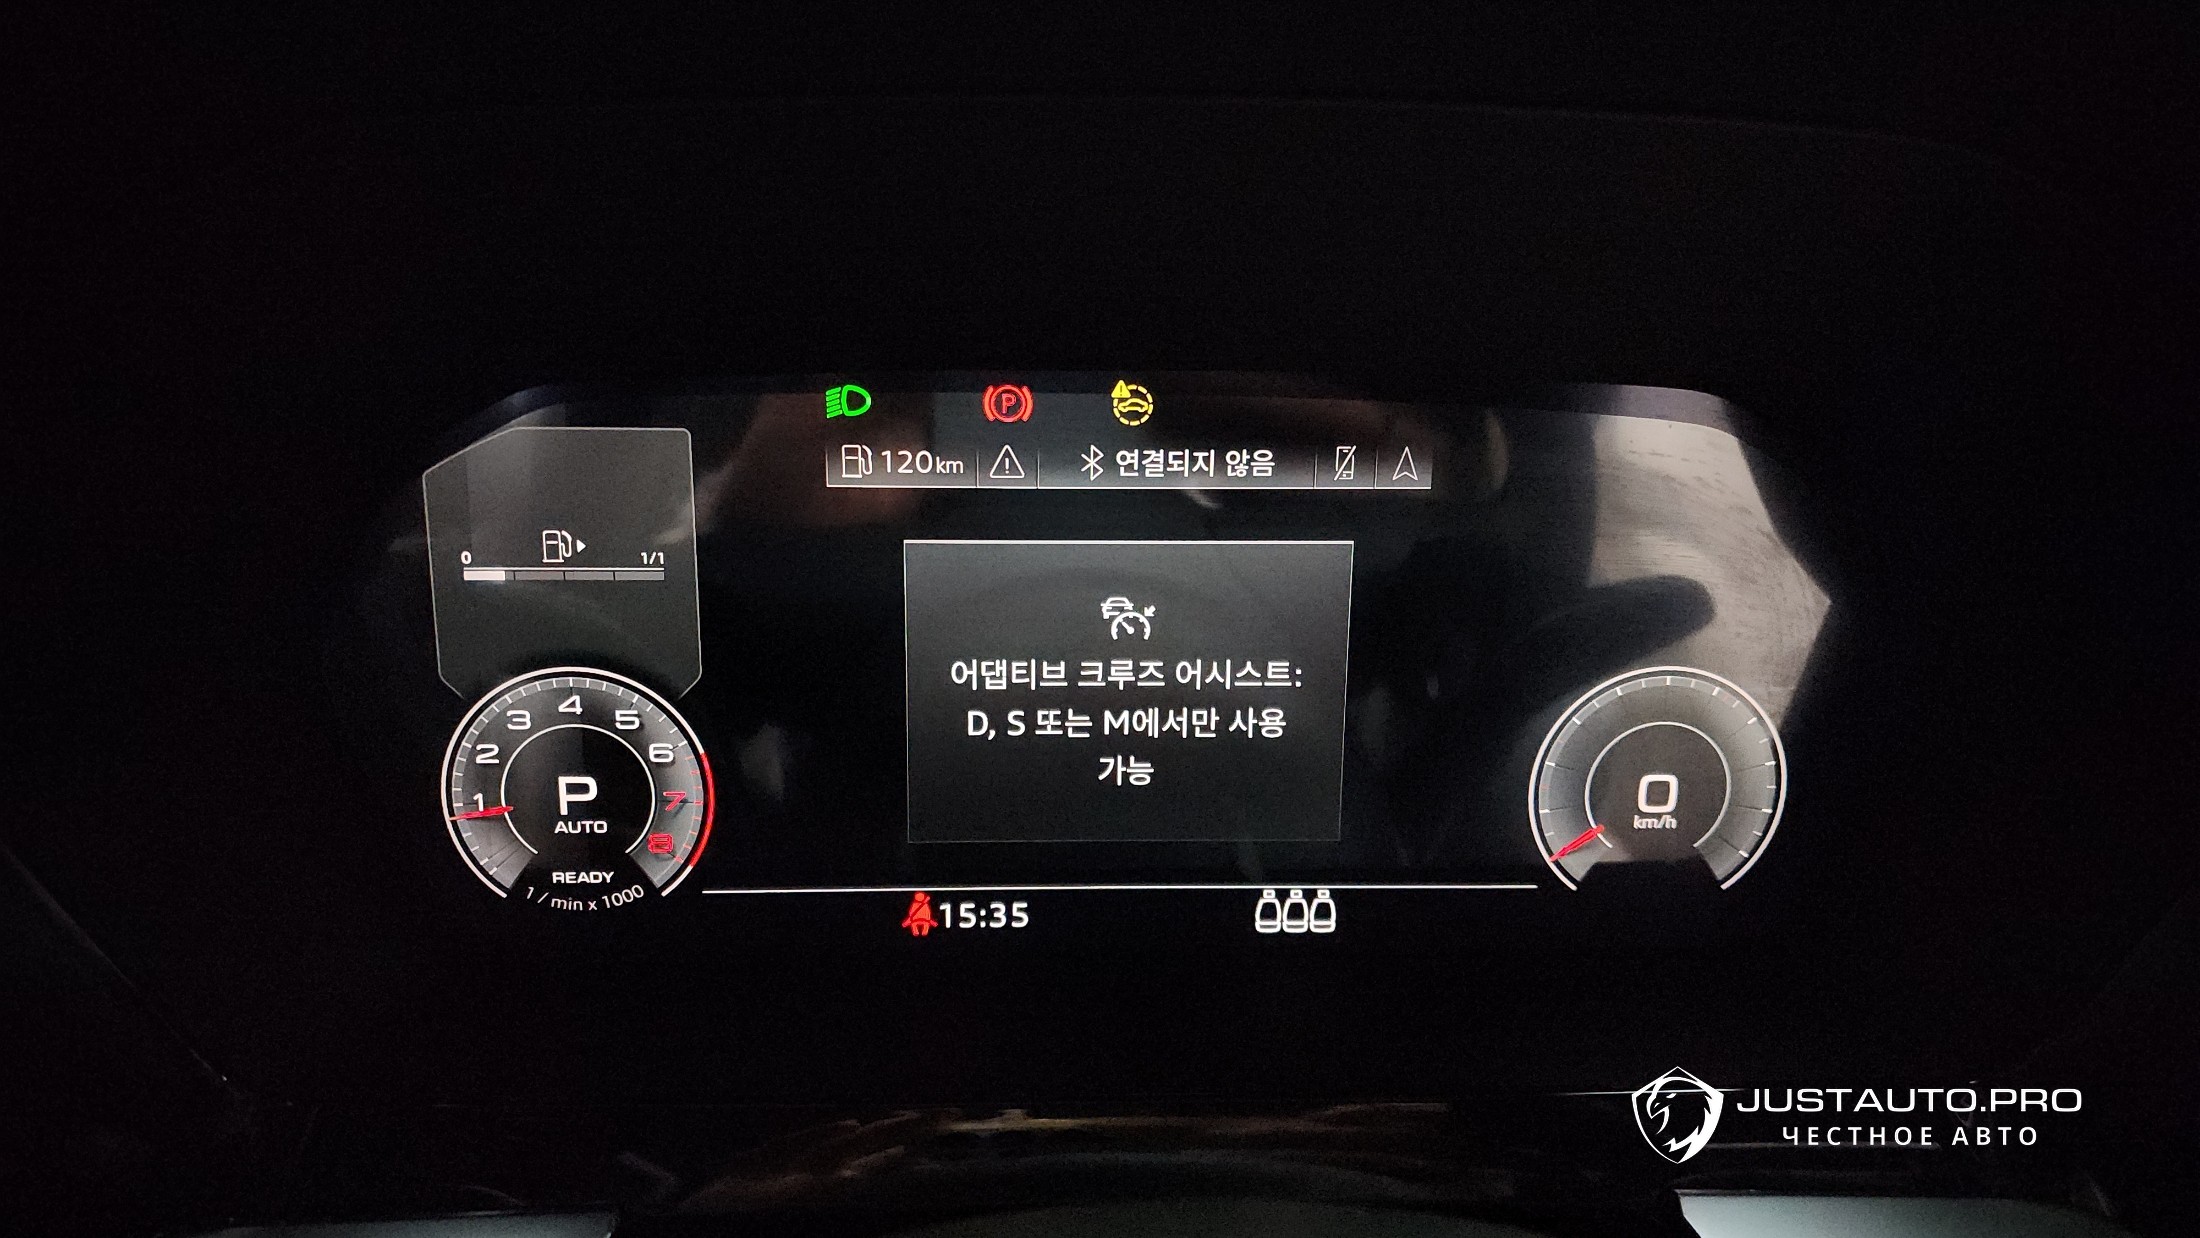 120 km
연결되지 않음
0
1/1
어댑티브 크루즈 어시스트:
D, S 또는 M에서만 사용
가능
1
2
3
4
5
6
7
8
P
AUTO
READY
1 / min x 1000
0
km/h
15:35
JUSTAUTO.PRO
ЧЕСТНОЕ АВТО